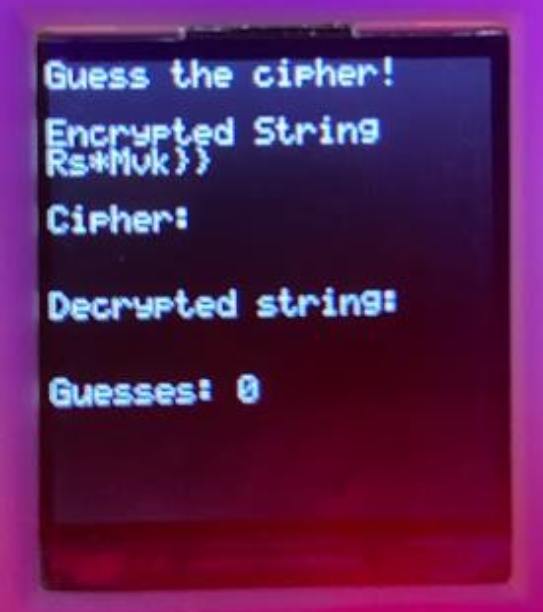 Guess the cipher!
Encrypted String
Rs*Mvk}}
Cipher:
Decrypted string:
Guesses: 0